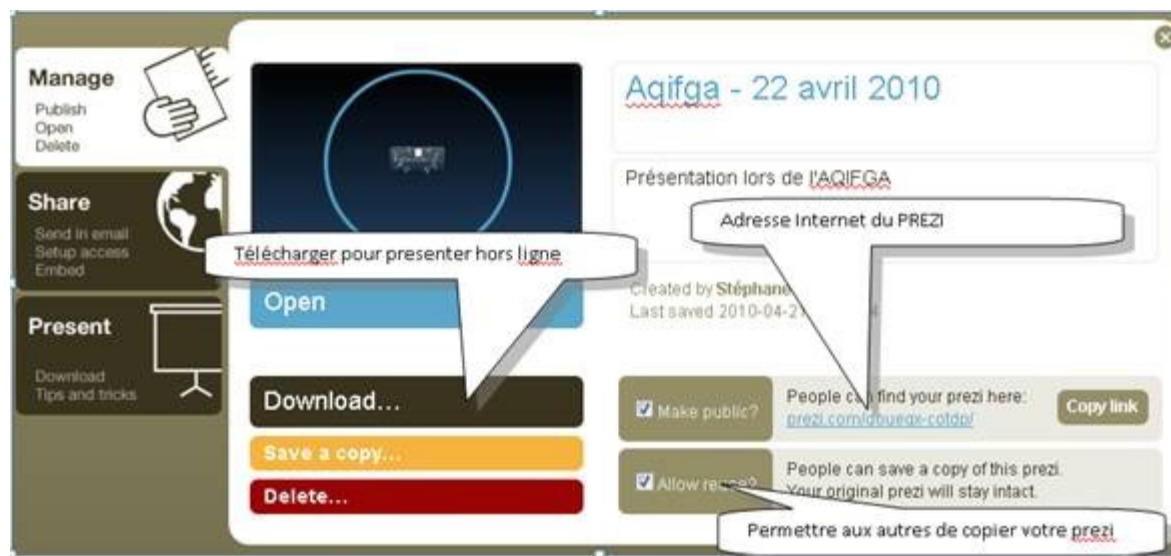 Manage
Publish
Open
Delete
Share
Send in email
Setup access
Embed
Present
Download
Tips and tricks
Télécharger pour presenter hors ligne
Open
Download...
Save a copy...
Delete...
Aqifga - 22 avril 2010
Présentation lors de l'AQIFGA
Adresse Internet du PREZI
Created by Stéphane
Last saved 2010-04-2
Make public?
People can find your prezi here:
Copy link
Allow reuse?
People can save a copy of this prezi.
Your original prezi will stay intact.
Permettre aux autres de copier votre prezi